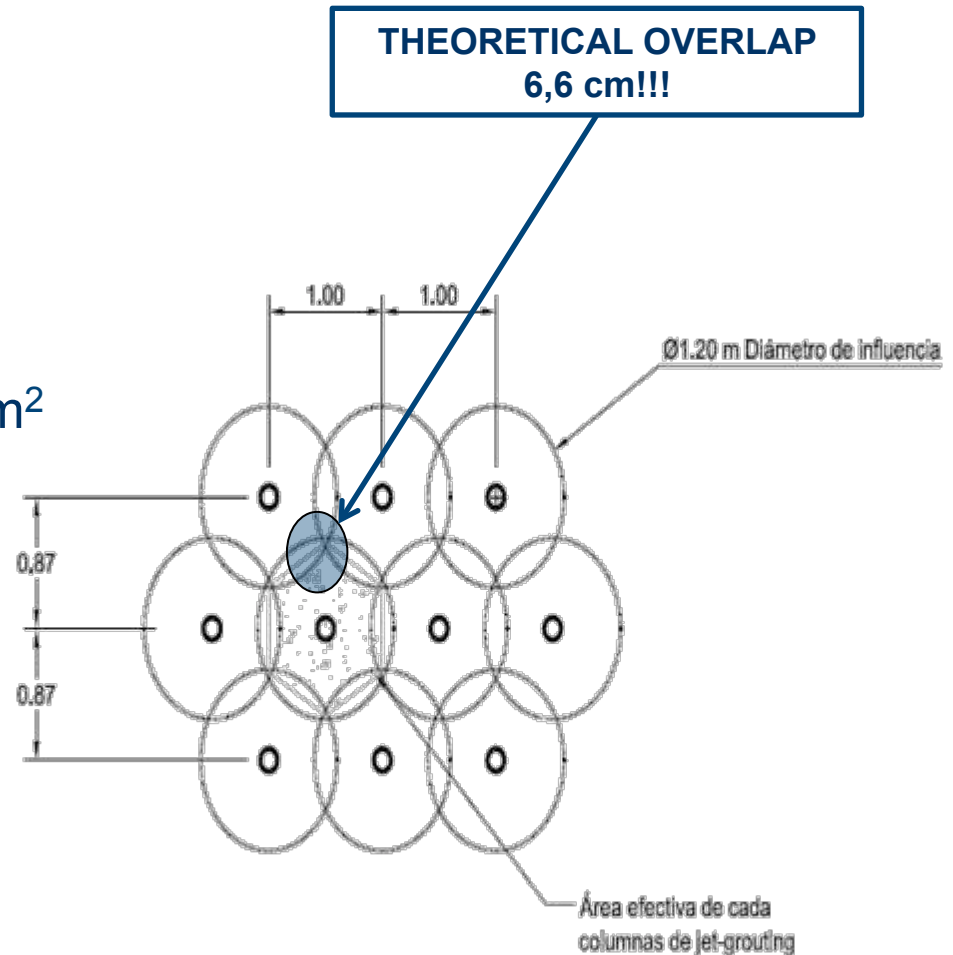 THEORETICAL OVERLAP
6,6 cm!!!
1.00
1.00
Ø1.20 m Diámetro de influencia
m²
0,87
0.87
Área efectiva de cada
columnas de jet-grouting